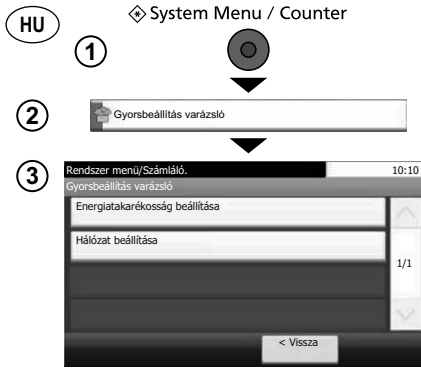 HU
System Menu / Counter
1
2
Gyorsbeállítás varázsló
3
Rendszer menü/Számláló.
10:10
Gyorsbeállítás varázsló
Energiatakarékosság beállítása
Hálózat beállítása
1/1
< Vissza